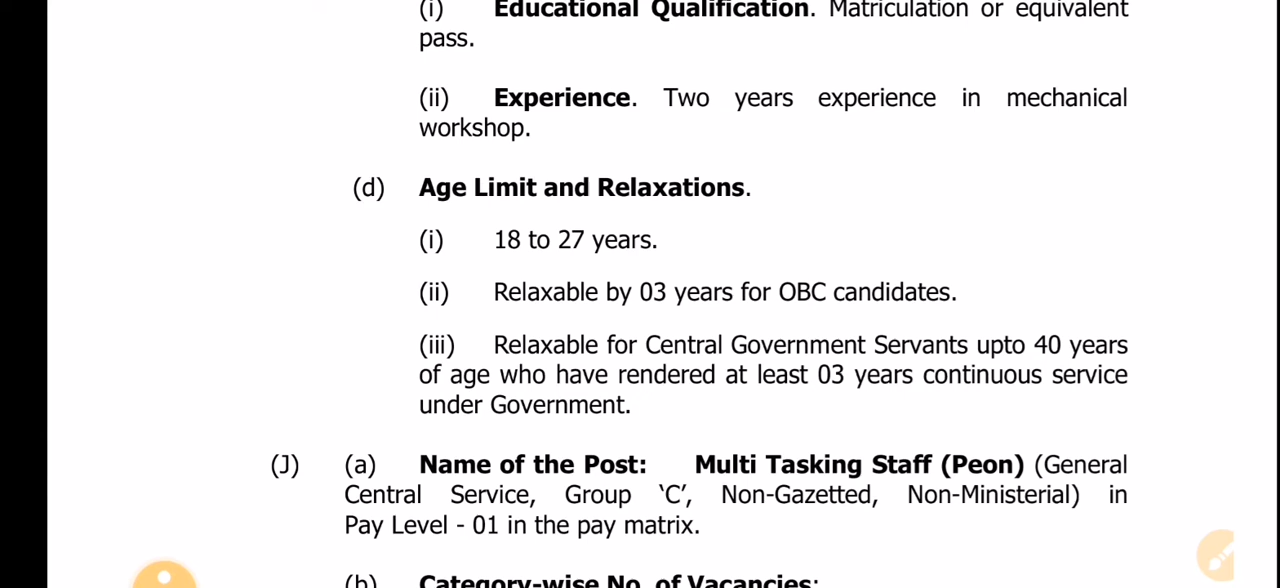 (i) Educational Qualification. Matriculation or equivalent
pass.
(ii) Experience. Two years experience in mechanical
workshop.
(d) Age Limit and Relaxations.
(i) 18 to 27 years.
(ii) Relaxable by 03 years for OBC candidates.
(iii) Relaxable for Central Government Servants upto 40 years
of age who have rendered at least 03 years continuous service
under Government.
(J) (a) Name of the Post: Multi Tasking Staff (Peon) (General
Central Service, Group ‘C’, Non-Gazetted, Non-Ministerial) in
Pay Level - 01 in the pay matrix.
(b) Category-wise No. of Vacancies: